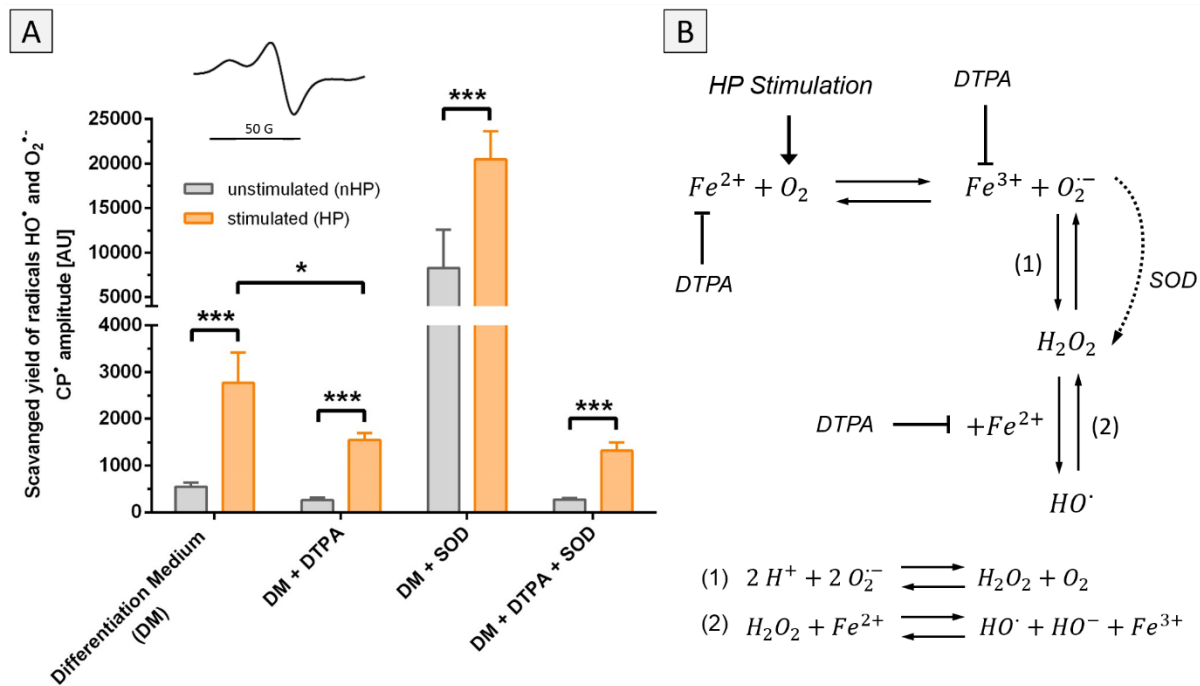 A
50 G
Scavanged yield of radicals HO• and O₂•-
CP• amplitude [AU]
25000
20000
15000
10000
5000
4000
3000
2000
1000
0
unstimulated (nHP)
stimulated (HP)
***
*
***
***
***
Differentiation Medium
(DM)
DM + DTPA
DM + SOD
DM + DTPA + SOD
B
HP Stimulation
DTPA
Fe²⁺ + O₂
Fe³⁺ + O₂·⁻
DTPA
(1)
SOD
H₂O₂
DTPA
+Fe²⁺
(2)
HO·
(1) 2 H⁺ + 2 O₂·⁻ ⇄ H₂O₂ + O₂
(2) H₂O₂ + Fe²⁺ ⇄ HO· + HO⁻ + Fe³⁺